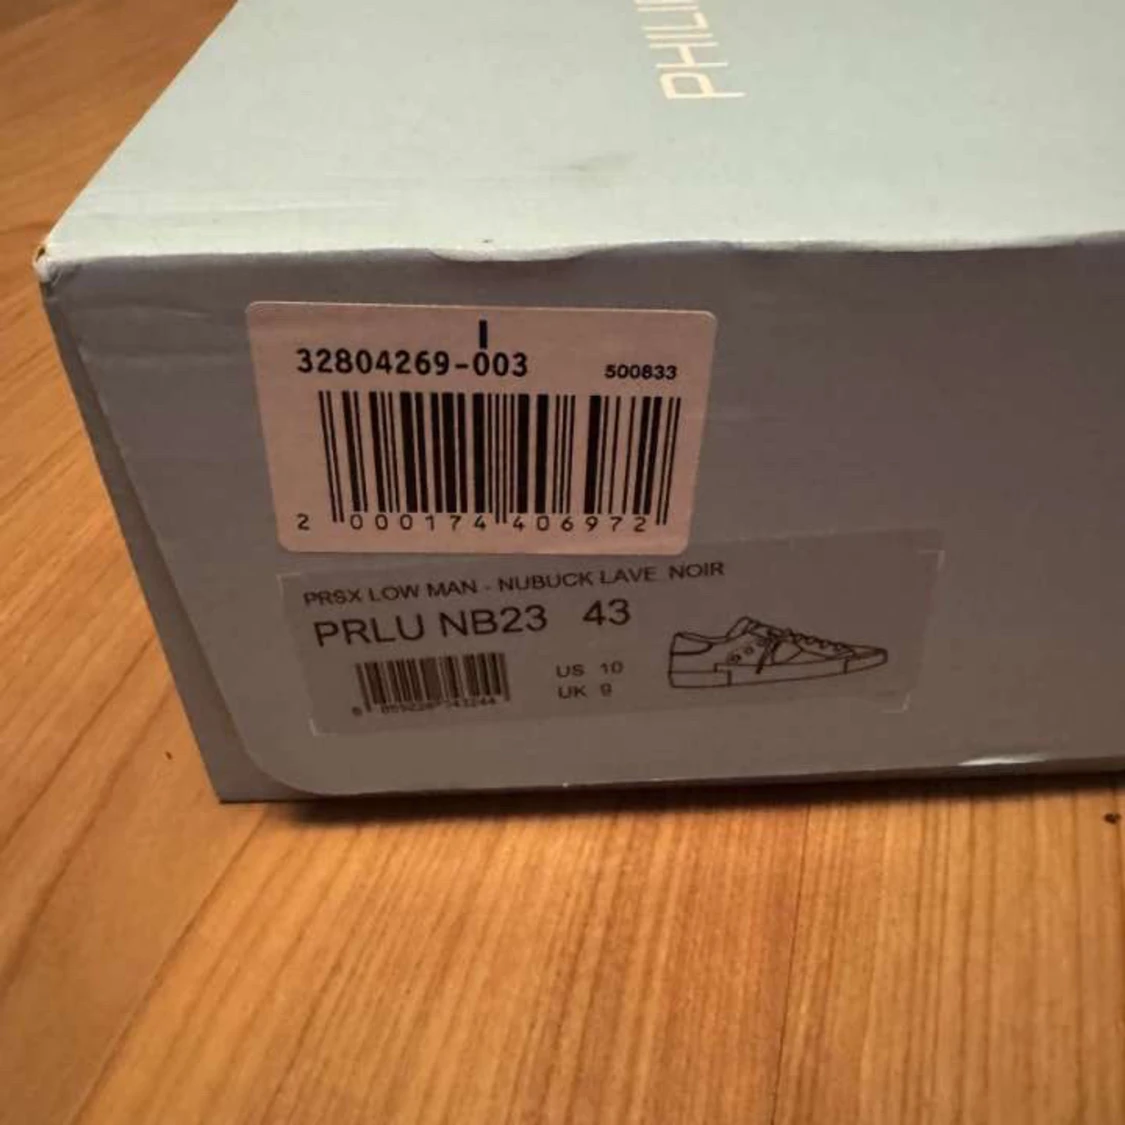 PHILI
32804269-003 500833
2 000174 406972
PRSX LOW MAN - NUBUCK LAVE NOIR
PRLU NB23 43
US 10
UK 9